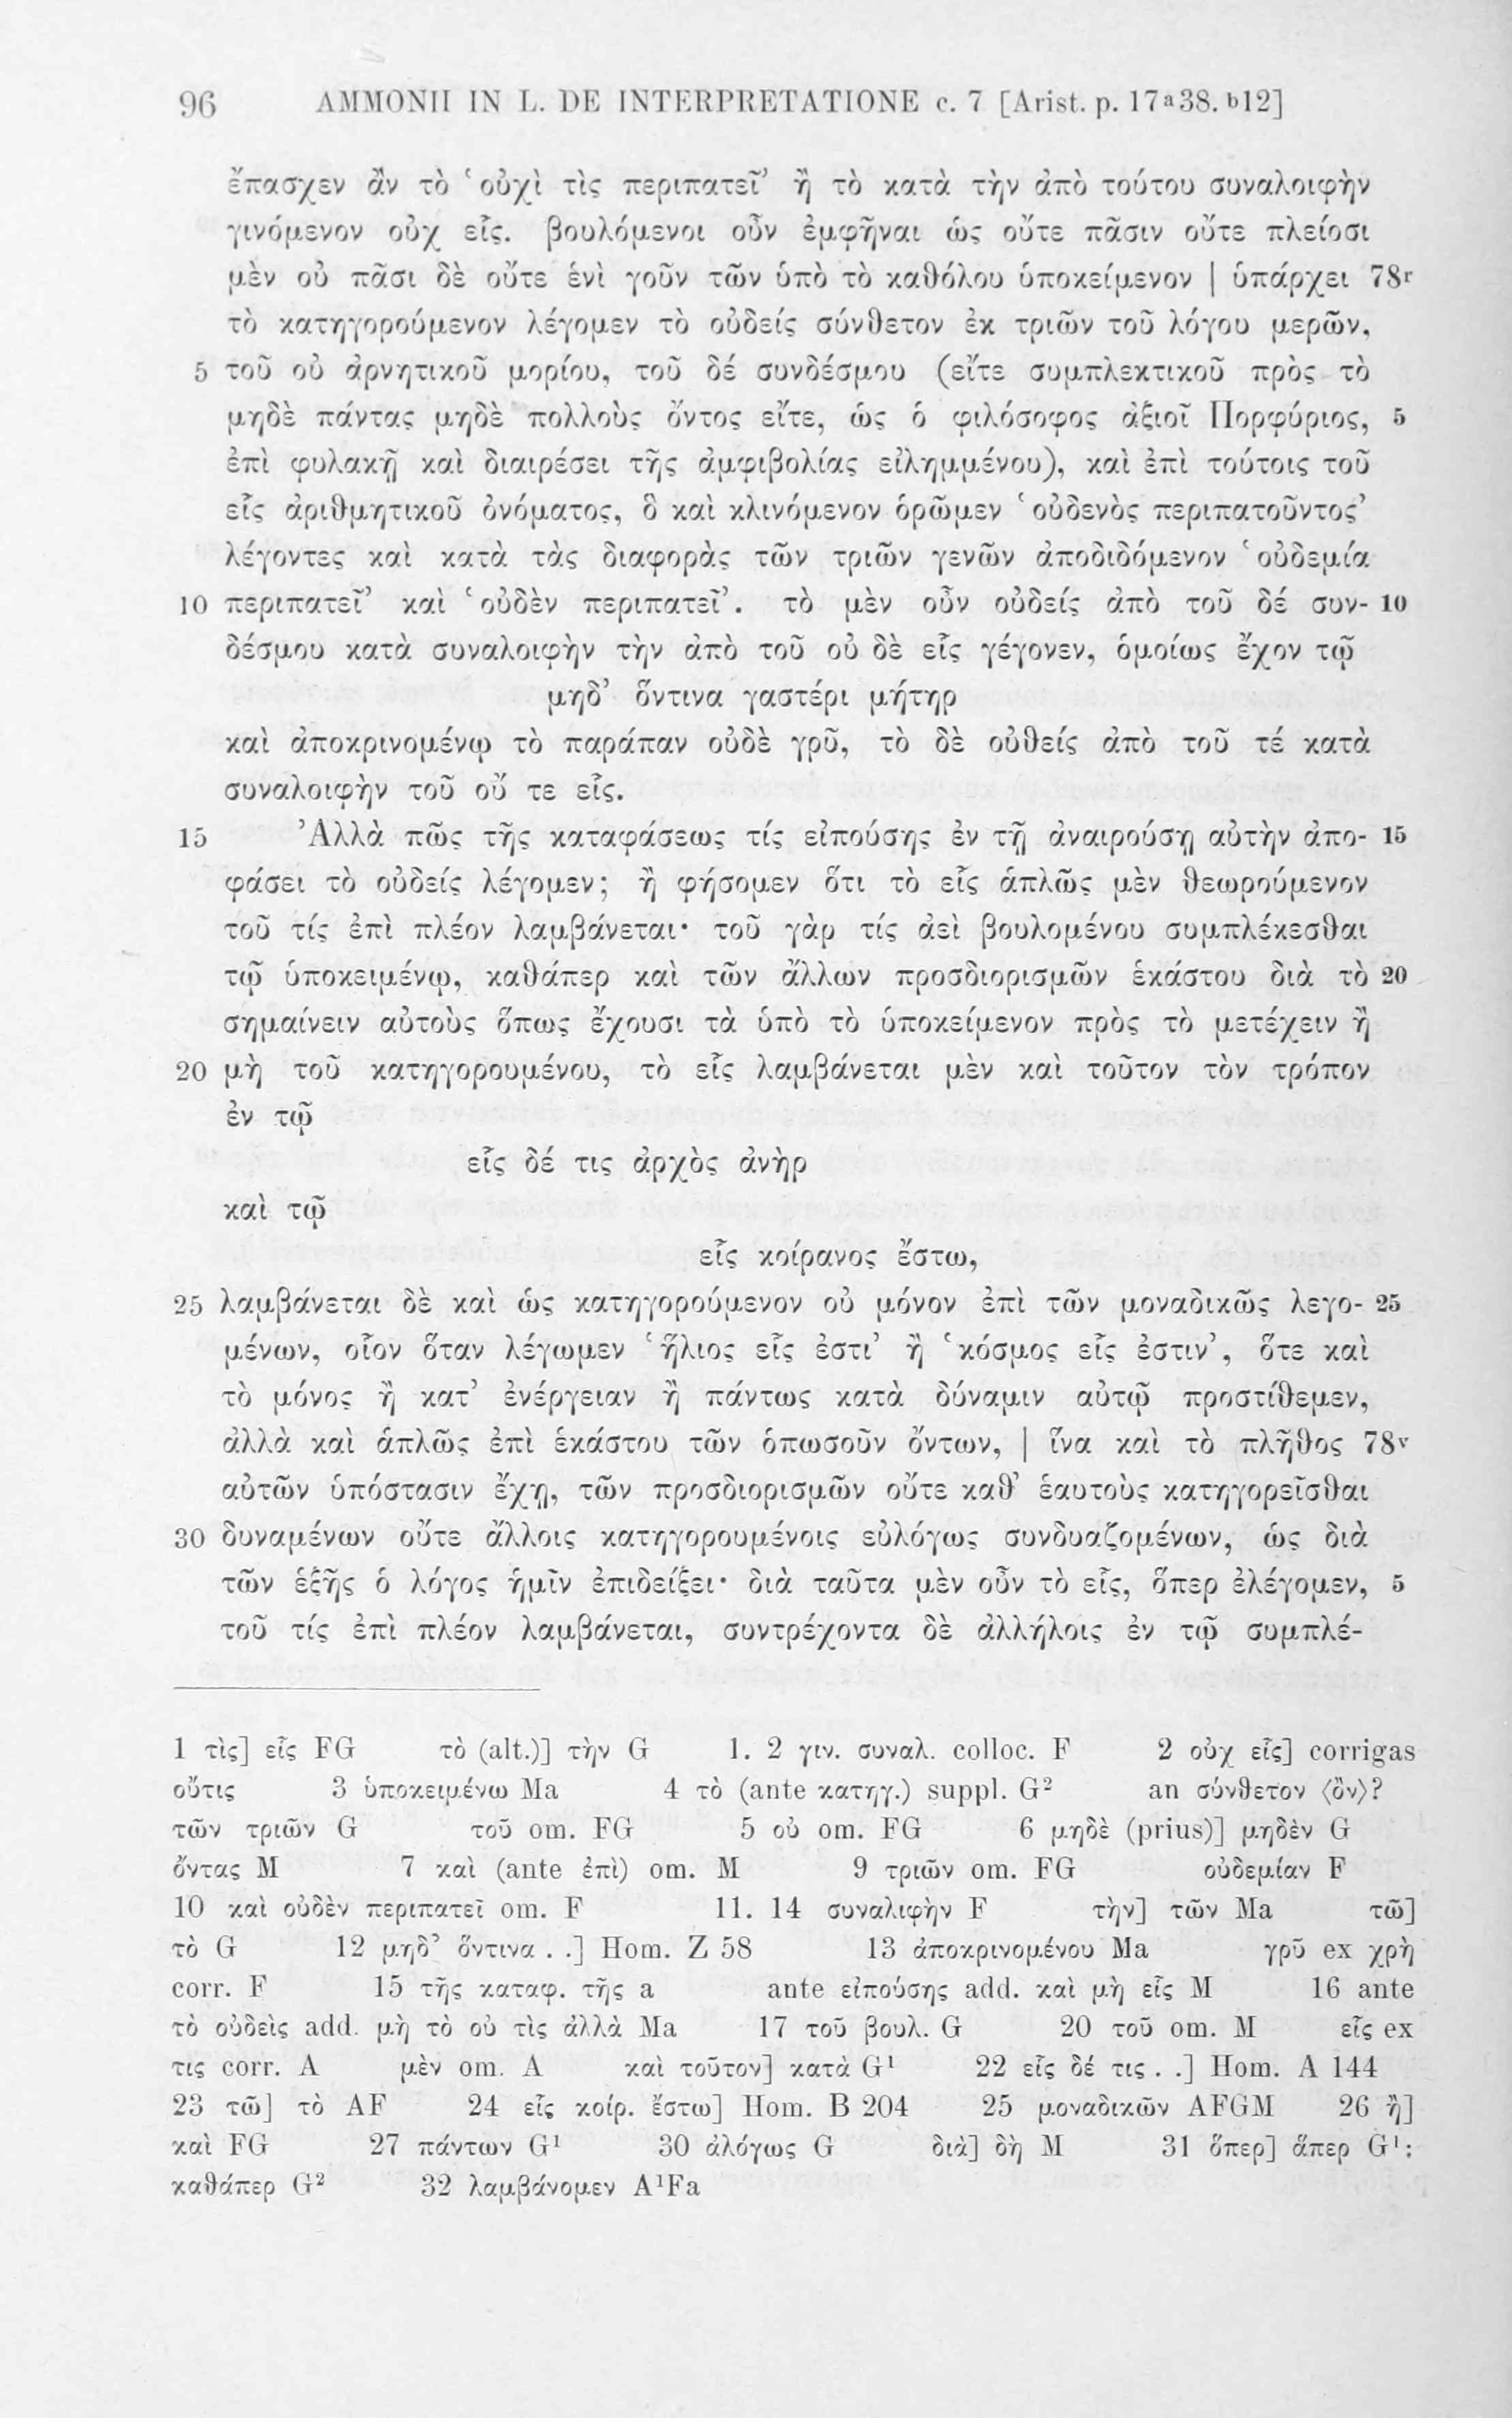 96 AMMONII IN L. DE INTERPRETATIONE c. 7 [Arist. p. 17a38. b12]
ἔπασχεν ἂν τὸ ‘οὐχὶ τὶς περιπατεῖ’ ἢ τὸ κατὰ τὴν ἀπὸ τούτου συναλοιφὴν
γινόμενον οὐχ εἷς. βουλόμενοι οὖν ἐμφῆναι ὡς οὔτε πᾶσιν οὔτε πλείοσι
μὲν οὐ πᾶσι δὲ οὔτε ἑνὶ γοῦν τῶν ὑπὸ τὸ καθόλου ὑποκείμενον | ὑπάρχει 78r
τὸ κατηγορούμενον λέγομεν τὸ οὐδείς σύνθετον ἐκ τριῶν τοῦ λόγου μερῶν,
5 τοῦ οὐ ἀρνητικοῦ μορίου, τοῦ δέ συνδέσμου (εἴτε συμπλεκτικοῦ πρὸς τὸ
μηδὲ πάντας μηδὲ πολλοὺς ὄντος εἴτε, ὡς ὁ φιλόσοφος ἀξιοῖ Πορφύριος, 5
ἐπὶ φυλακῇ καὶ διαιρέσει τῆς ἀμφιβολίας εἰλημμένου), καὶ ἐπὶ τούτοις τοῦ
εἷς ἀριθμητικοῦ ὀνόματος, ὃ καὶ κλινόμενον ὁρῶμεν ‘οὐδενὸς περιπατοῦντος’
λέγοντες καὶ κατὰ τὰς διαφορὰς τῶν τριῶν γενῶν ἀποδιδόμενον ‘οὐδεμία
10 περιπατεῖ’ καὶ ‘οὐδὲν περιπατεῖ’. τὸ μὲν οὖν οὐδείς ἀπὸ τοῦ δέ συν- 10
δέσμου κατὰ συναλοιφὴν τὴν ἀπὸ τοῦ οὐ δὲ εἷς γέγονεν, ὁμοίως ἔχον τῷ
μηδ’ ὅντινα γαστέρι μήτηρ
καὶ ἀποκρινομένῳ τὸ παράπαν οὐδὲ γρῦ, τὸ δὲ οὐθείς ἀπὸ τοῦ τέ κατὰ
συναλοιφὴν τοῦ οὔ τε εἷς.
15 Ἀλλὰ πῶς τῆς καταφάσεως τίς εἰπούσης ἐν τῇ ἀναιρούσῃ αὐτὴν ἀπο- 15
φάσει τὸ οὐδείς λέγομεν; ἢ φήσομεν ὅτι τὸ εἷς ἁπλῶς μὲν θεωρούμενον
τοῦ τίς ἐπὶ πλέον λαμβάνεται· τοῦ γὰρ τίς ἀεὶ βουλομένου συμπλέκεσθαι
τῷ ὑποκειμένῳ, καθάπερ καὶ τῶν ἄλλων προσδιορισμῶν ἑκάστου διὰ τὸ 20
σημαίνειν αὐτοὺς ὅπως ἔχουσι τὰ ὑπὸ τὸ ὑποκείμενον πρὸς τὸ μετέχειν ἢ
20 μὴ τοῦ κατηγορουμένου, τὸ εἷς λαμβάνεται μὲν καὶ τοῦτον τὸν τρόπον
ἐν τῷ
εἷς δέ τις ἀρχὸς ἀνὴρ
καὶ τῷ
εἷς κοίρανος ἔστω,
25 λαμβάνεται δὲ καὶ ὡς κατηγορούμενον οὐ μόνον ἐπὶ τῶν μοναδικῶς λεγο- 25
μένων, οἷον ὅταν λέγωμεν ‘ἥλιος εἷς ἐστι’ ἢ ‘κόσμος εἷς ἐστιν’, ὅτε καὶ
τὸ μόνος ἢ κατ’ ἐνέργειαν ἢ πάντως κατὰ δύναμιν αὐτῷ προστίθεμεν,
ἀλλὰ καὶ ἁπλῶς ἐπὶ ἑκάστου τῶν ὁπωσοῦν ὄντων, | ἵνα καὶ τὸ πλῆθος 78v
αὐτῶν ὑπόστασιν ἔχῃ, τῶν προσδιορισμῶν οὔτε καθ’ ἑαυτοὺς κατηγορεῖσθαι
30 δυναμένων οὔτε ἄλλοις κατηγορουμένοις εὐλόγως συνδυαζομένων, ὡς διὰ
τῶν ἑξῆς ὁ λόγος ἡμῖν ἐπιδείξει· διὰ ταῦτα μὲν οὖν τὸ εἷς, ὅπερ ἐλέγομεν, 5
τοῦ τίς ἐπὶ πλέον λαμβάνεται, συντρέχοντα δὲ ἀλλήλοις ἐν τῷ συμπλέ-
1 τὶς] εἷς FG τὸ (alt.)] τὴν G 1. 2 γιν. συναλ. colloc. F 2 οὐχ εἷς] corrigas
οὔτις 3 ὑποκειμένω Ma 4 τὸ (ante κατηγ.) suppl. G² an σύνθετον ⟨ὂν⟩?
τῶν τριῶν G τοῦ om. FG 5 οὐ om. FG 6 μηδὲ (prius)] μηδὲν G
ὄντας M 7 καὶ (ante ἐπὶ) om. M 9 τριῶν om. FG οὐδεμίαν F
10 καὶ οὐδὲν περιπατεῖ om. F 11. 14 συναλιφὴν F τὴν] τῶν Ma τῶ]
τὸ G 12 μηδ’ ὅντινα . .] Hom. Z 58 13 ἀποκρινομένου Ma γρῦ ex χρὴ
corr. F 15 τῆς καταφ. τῆς a ante εἰπούσης add. καὶ μὴ εἷς M 16 ante
τὸ οὐδεὶς add. μὴ τὸ οὐ τὶς ἀλλὰ Ma 17 τοῦ βουλ. G 20 τοῦ om. M εἷς ex
τις corr. A μὲν om. A καὶ τοῦτον] κατὰ G¹ 22 εἷς δέ τις . .] Hom. A 144
23 τῶ] τὸ AF 24 εἷς κοίρ. ἔστω] Hom. B 204 25 μοναδικῶν AFGM 26 ἢ]
καὶ FG 27 πάντων G¹ 30 ἀλόγως G διὰ] δὴ M 31 ὅπερ] ἅπερ G¹:
καθάπερ G² 32 λαμβάνομεν A¹Fa